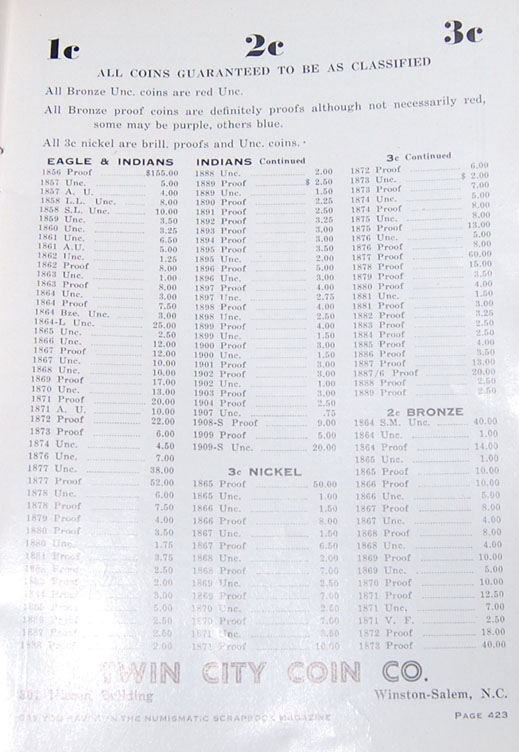 1c 2c 3c
ALL COINS GUARANTEED TO BE AS CLASSIFIED
All Bronze Unc. coins are red Unc.
All Bronze proof coins are definitely proofs although not necessarily red,
some may be purple, others blue.
All 3c nickel are brill. proofs and Unc. coins.
EAGLE & INDIANS
1856 Proof $155.00
1857 Unc. 5.00
1857 A. U. 4.00
1858 L.L. Unc. 8.00
1858 S.L. Unc. 10.00
1859 Unc. 3.50
1860 Unc. 3.25
1861 Unc. 6.50
1861 A.U. 5.00
1862 Unc. 1.25
1862 Proof 8.00
1863 Unc. 1.00
1863 Proof 8.00
1864 Unc. 3.00
1864 Proof 7.50
1864 Bze. Unc. 3.00
1864-L Unc. 25.00
1865 Unc. 2.50
1866 Unc. 12.00
1867 Proof 12.00
1867 Unc. 10.00
1868 Unc. 10.00
1869 Proof 17.00
1870 Unc. 13.00
1871 Proof 20.00
1871 A. U. 10.00
1872 Proof 22.00
1873 Proof 6.00
1874 Unc. 4.50
1876 Unc. 7.00
1877 Unc. 38.00
1877 Proof 52.00
1878 Unc. 6.00
1878 Proof 7.50
1879 Proof 4.00
1880 Proof 3.50
Unc. 1.75
3.75
2.50
2.00
3.00
5.00
2.50
2.50
2.00
INDIANS Continued
1888 Unc. 2.00
1889 Proof $ 2.50
1889 Unc. 1.50
1890 Proof 2.25
1891 Proof 2.50
1892 Proof 3.25
1893 Proof 3.00
1894 Proof 3.00
1895 Proof 3.50
1895 Unc. 2.00
1896 Proof 5.00
1896 Unc. 3.00
1897 Proof 4.00
1897 Unc. 2.75
1898 Proof 4.00
1898 Unc. 2.50
1899 Proof 4.00
1899 Unc. 1.50
1900 Proof 3.00
1900 Unc. 1.50
1901 Proof 3.00
1902 Proof 3.00
1902 Unc. 1.00
1903 Proof 3.00
1904 Proof 2.50
1907 Unc. .75
1908-S Proof 9.00
1909 Proof 5.00
1909-S Unc. 20.00
3c NICKEL
1865 Proof 50.00
1865 Unc. 1.00
1866 Unc. 1.50
1866 Proof 8.00
1867 Unc. 1.50
1867 Proof 6.50
1868 Unc. 2.00
1868 Proof 7.00
1869 Unc. 2.50
1869 Proof 7.00
1870 Unc. 2.50
1870 Proof 7.00
1871 Unc. 3.50
1871 Proof 10.00
3c Continued
1872 Proof 6.00
1873 Unc. $ 2.00
1873 Proof 7.00
1874 Unc. 5.00
1874 Proof 8.00
1875 Unc. 8.00
1875 Proof 13.00
1876 Unc. 5.00
1876 Proof 8.00
1877 Proof 60.00
1878 Proof 15.00
1879 Proof 3.50
1880 Proof 4.00
1881 Unc. 1.50
1881 Proof 3.00
1882 Proof 3.25
1883 Proof 2.50
1884 Proof 2.50
1885 Proof 4.00
1886 Proof 3.50
1887 Proof 13.00
1887/6 Proof 20.00
1888 Proof 2.50
1889 Proof 2.50
2c BRONZE
1864 S.M. Unc. 40.00
1864 Unc. 1.00
1864 Proof 14.00
1865 Unc. 1.00
1865 Proof 10.00
1866 Proof 10.00
1866 Unc. 5.00
1867 Proof 8.00
1867 Unc. 4.00
1868 Proof 8.00
1868 Unc. 4.00
1869 Proof 10.00
1869 Unc. 5.00
1870 Proof 10.00
1871 Proof 12.50
1871 Unc. 7.00
1871 V. F. 2.50
1872 Proof 18.00
1873 Proof 40.00
TWIN CITY COIN CO.
Building Winston-Salem, N.C.
THE NUMISMATIC SCRAPBOOK MAGAZINE PAGE 423